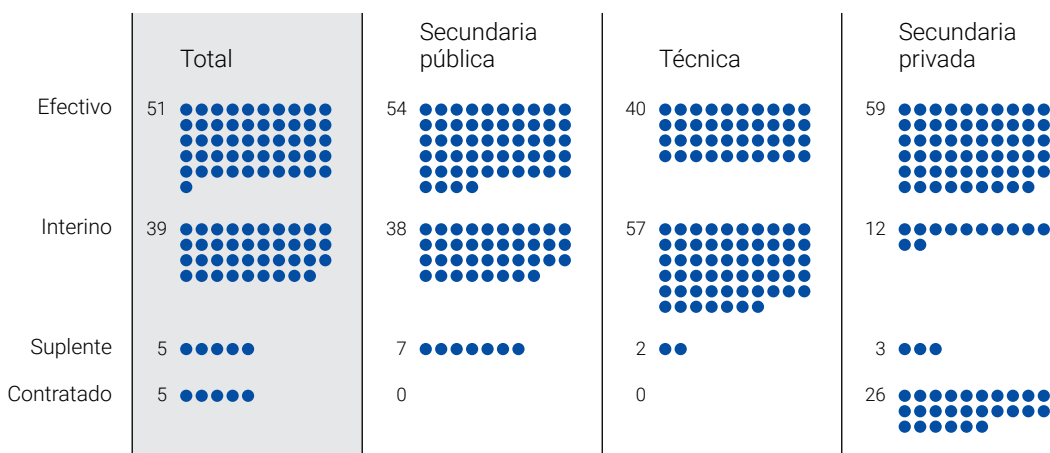 Total
Secundaria
pública
Técnica
Secundaria
privada
Efectivo 51 54 40 59
Interino 39 38 57 12
Suplente 5 7 2 3
Contratado 5 0 0 26